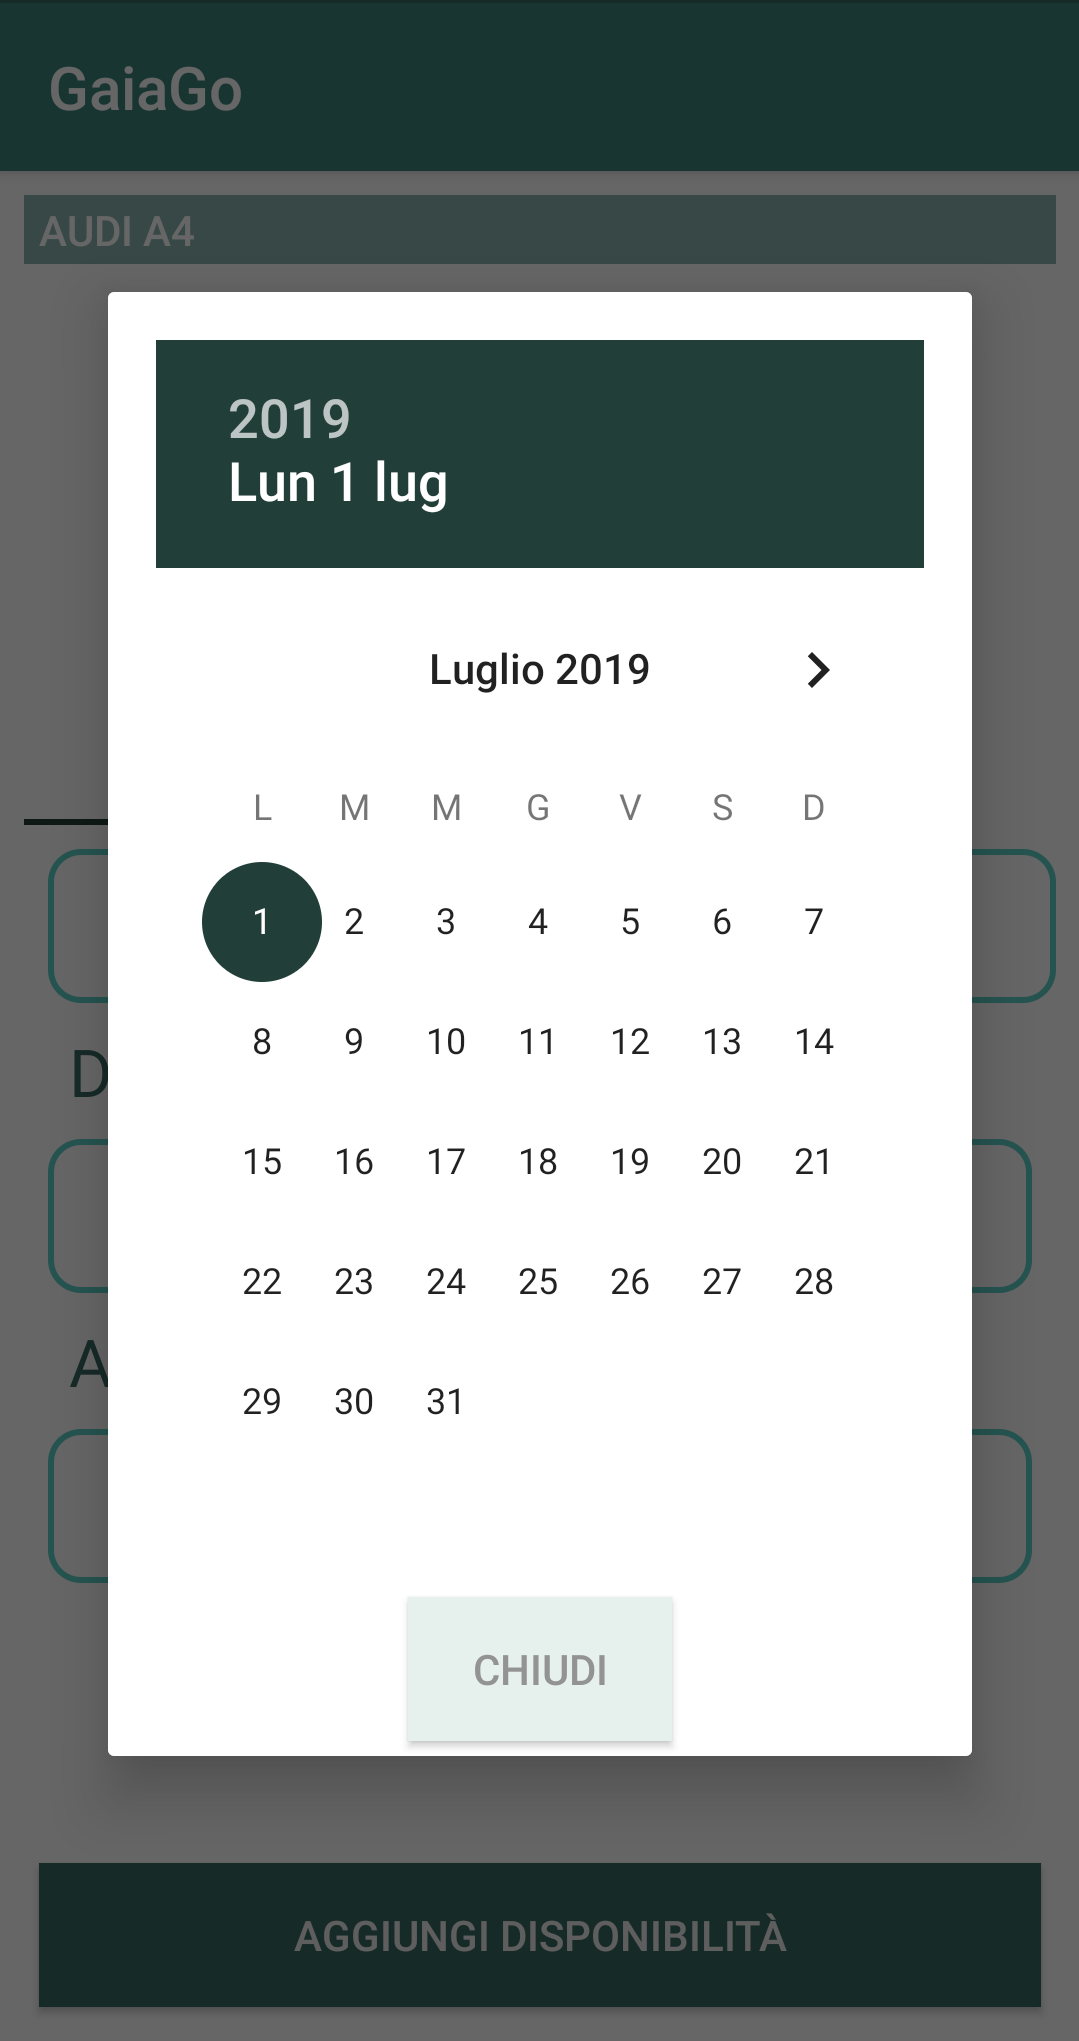 GaiaGo
AUDI A4
2019
Lun 1 lug
Luglio 2019
L M M G V S D
1 2 3 4 5 6 7
8 9 10 11 12 13 14
15 16 17 18 19 20 21
22 23 24 25 26 27 28
29 30 31
CHIUDI
AGGIUNGI DISPONIBILITÀ